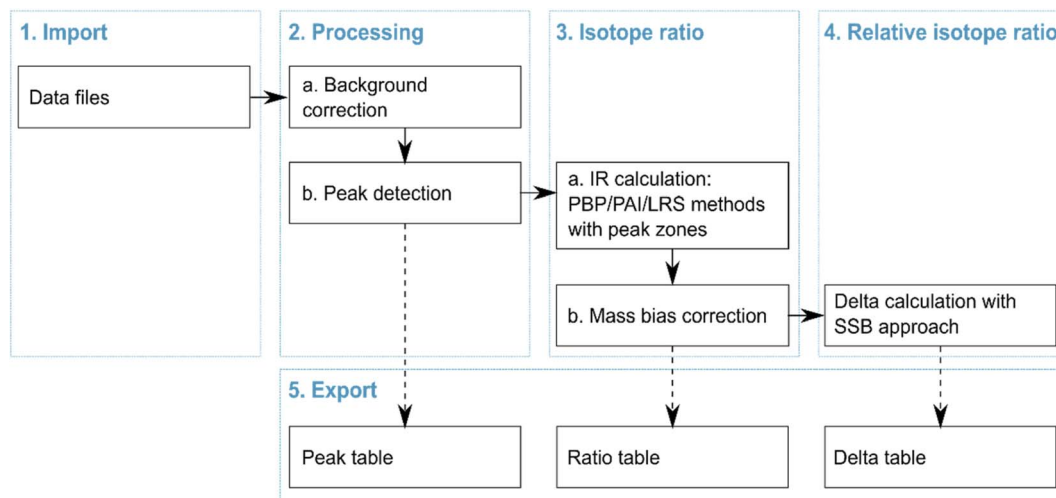 1. Import
Data files
2. Processing
a. Background
correction
b. Peak detection
3. Isotope ratio
a. IR calculation:
PBP/PAI/LRS methods
with peak zones
b. Mass bias correction
4. Relative isotope ratio
Delta calculation with
SSB approach
5. Export
Peak table
Ratio table
Delta table